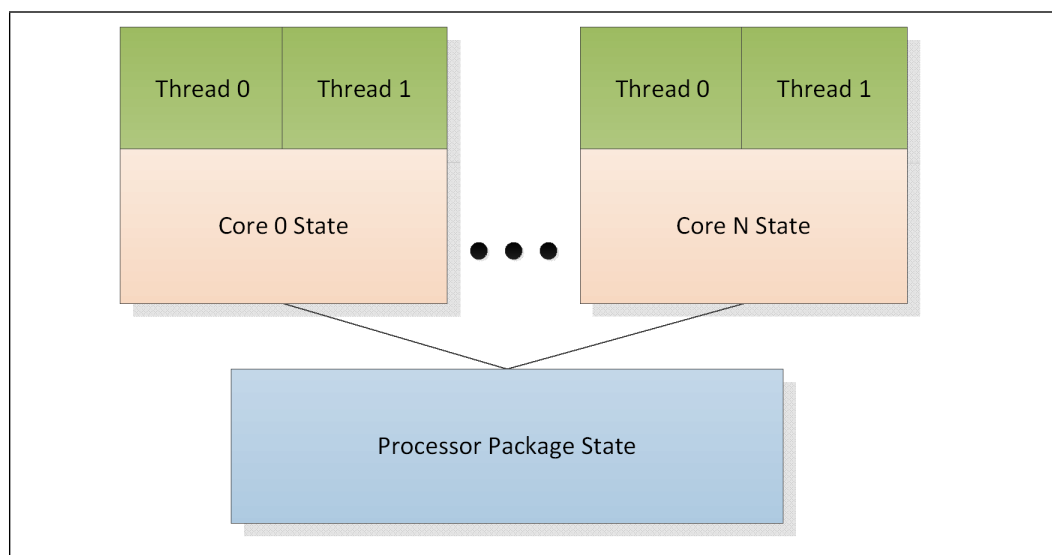 Thread 0 Thread 1 Thread 0 Thread 1
Core 0 State Core N State
Processor Package State